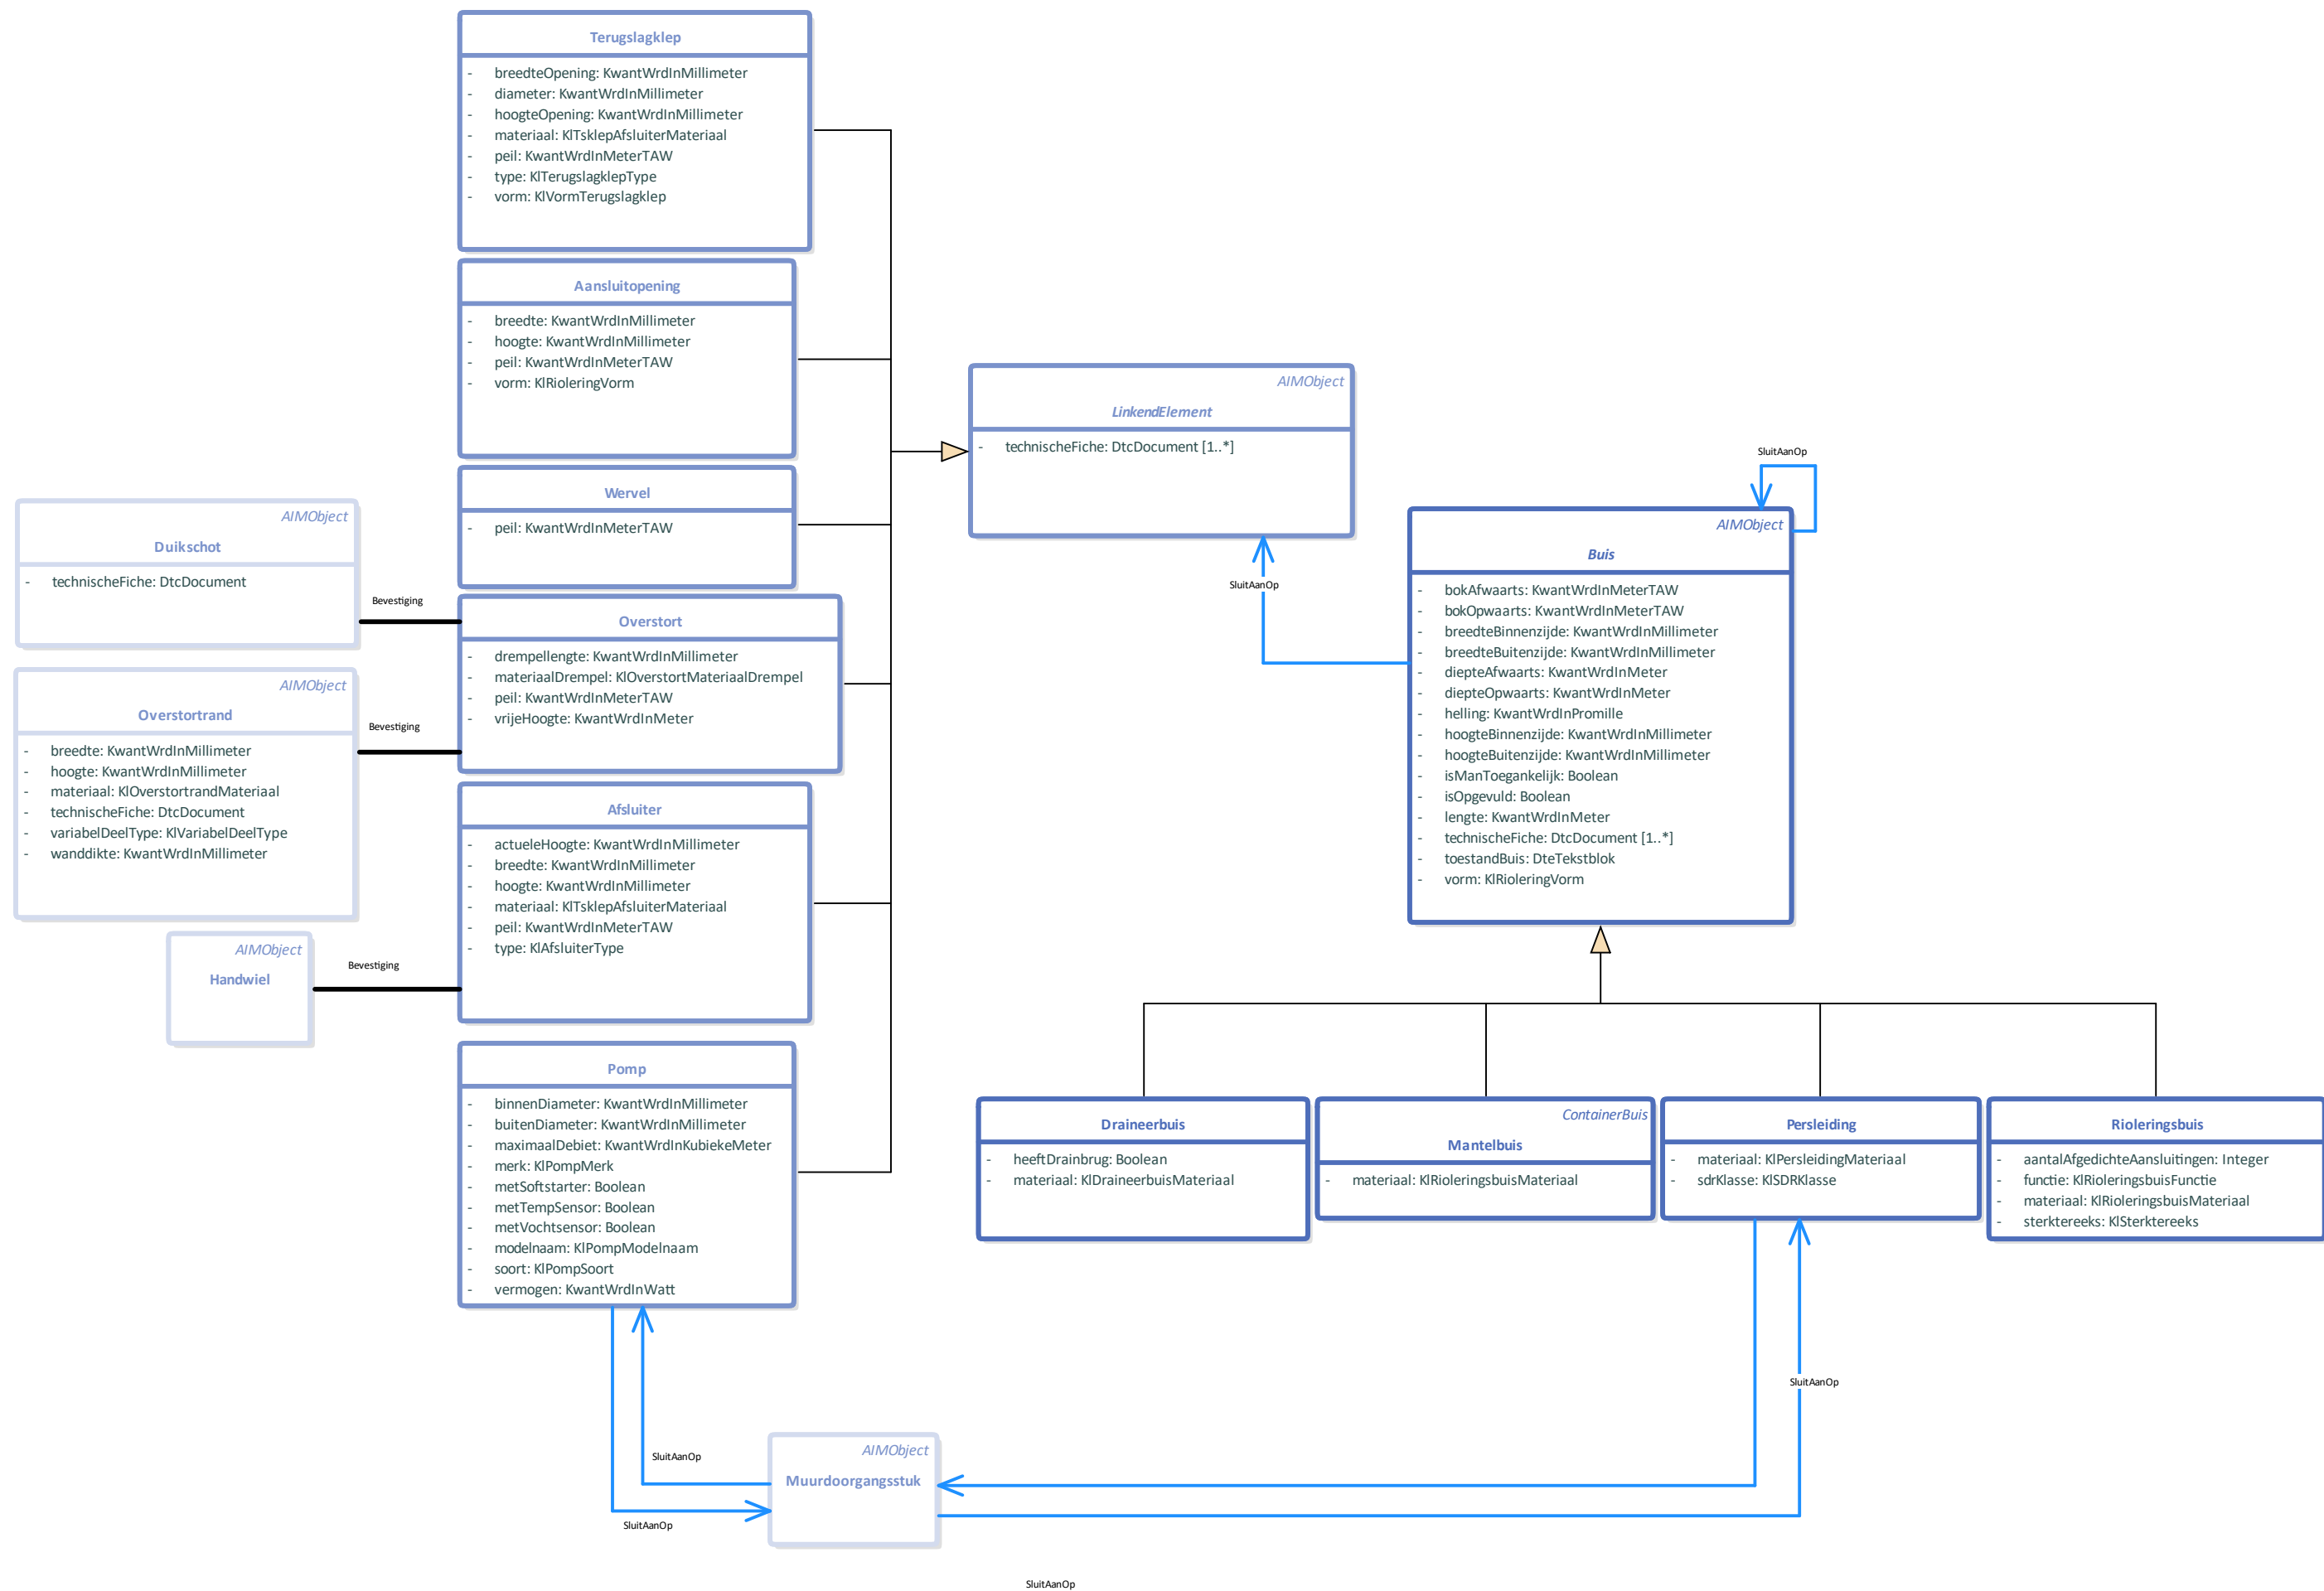 Terugslagklep
- breedteOpening: KwantWrdInMillimeter
- diameter: KwantWrdInMillimeter
- hoogteOpening: KwantWrdInMillimeter
- materiaal: KlTsklepAfsluiterMateriaal
- peil: KwantWrdInMeterTAW
- type: KlTerugslagklepType
- vorm: KlVormTerugslagklep
Aansluitopening
- breedte: KwantWrdInMillimeter
- hoogte: KwantWrdInMillimeter
- peil: KwantWrdInMeterTAW
- vorm: KlRioleringVorm
Wervel
- peil: KwantWrdInMeterTAW
AIMObject
Duikschot
- technischeFiche: DtcDocument
Bevestiging
Overstort
- drempellengte: KwantWrdInMillimeter
- materiaalDrempel: KlOverstortMateriaalDrempel
- peil: KwantWrdInMeterTAW
- vrijeHoogte: KwantWrdInMeter
AIMObject
Overstortrand
- breedte: KwantWrdInMillimeter
- hoogte: KwantWrdInMillimeter
- materiaal: KlOverstortrandMateriaal
- technischeFiche: DtcDocument
- variabelDeelType: KlVariabelDeelType
- wanddikte: KwantWrdInMillimeter
Bevestiging
Afsluiter
- actueleHoogte: KwantWrdInMillimeter
- breedte: KwantWrdInMillimeter
- hoogte: KwantWrdInMillimeter
- materiaal: KlTsklepAfsluiterMateriaal
- peil: KwantWrdInMeterTAW
- type: KlAfsluiterType
AIMObject
Handwiel
Bevestiging
Pomp
- binnenDiameter: KwantWrdInMillimeter
- buitenDiameter: KwantWrdInMillimeter
- maximaalDebiet: KwantWrdInKubiekeMeter
- merk: KlPompMerk
- metSoftstarter: Boolean
- metTempSensor: Boolean
- metVochtsensor: Boolean
- modelnaam: KlPompModelnaam
- soort: KlPompSoort
- vermogen: KwantWrdInWatt
AIMObject
LinkendElement
- technischeFiche: DtcDocument [1..*]
SluitAanOp
SluitAanOp
AIMObject
Buis
- bokAfwaarts: KwantWrdInMeterTAW
- bokOpwaarts: KwantWrdInMeterTAW
- breedteBinnenzijde: KwantWrdInMillimeter
- breedteBuitenzijde: KwantWrdInMillimeter
- diepteAfwaarts: KwantWrdInMeter
- diepteOpwaarts: KwantWrdInMeter
- helling: KwantWrdInPromille
- hoogteBinnenzijde: KwantWrdInMillimeter
- hoogteBuitenzijde: KwantWrdInMillimeter
- isManToegankelijk: Boolean
- isOpgevuld: Boolean
- lengte: KwantWrdInMeter
- technischeFiche: DtcDocument [1..*]
- toestandBuis: DteTekstblok
- vorm: KlRioleringVorm
Draineerbuis
- heeftDrainbrug: Boolean
- materiaal: KlDraineerbuisMateriaal
ContainerBuis
Mantelbuis
- materiaal: KlRioleringsbuisMateriaal
Persleiding
- materiaal: KlPersleidingMateriaal
- sdrKlasse: KlSDRKlasse
Rioleringsbuis
- aantalAfgedichteAansluitingen: Integer
- functie: KlRioleringsbuisFunctie
- materiaal: KlRioleringsbuisMateriaal
- sterktereeks: KlSterktereeks
SluitAanOp
SluitAanOp
AIMObject
Muurdoorgangsstuk
SluitAanOp
SluitAanOp